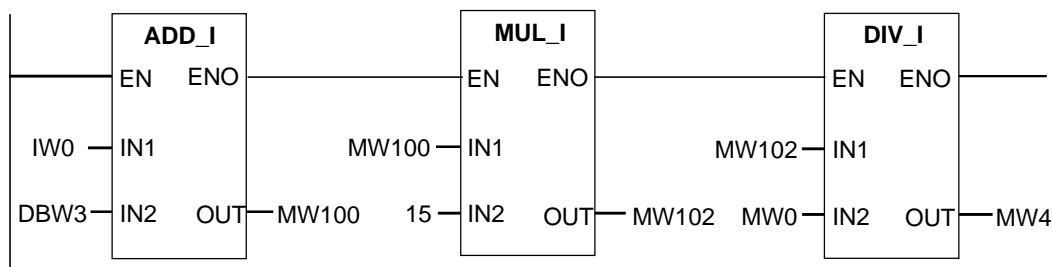 ADD_I MUL_I DIV_I
EN ENO EN ENO EN ENO
IW0 IN1 MW100 IN1 MW102 IN1
DBW3 IN2 OUT MW100 15 IN2 OUT MW102 MW0 IN2 OUT MW4